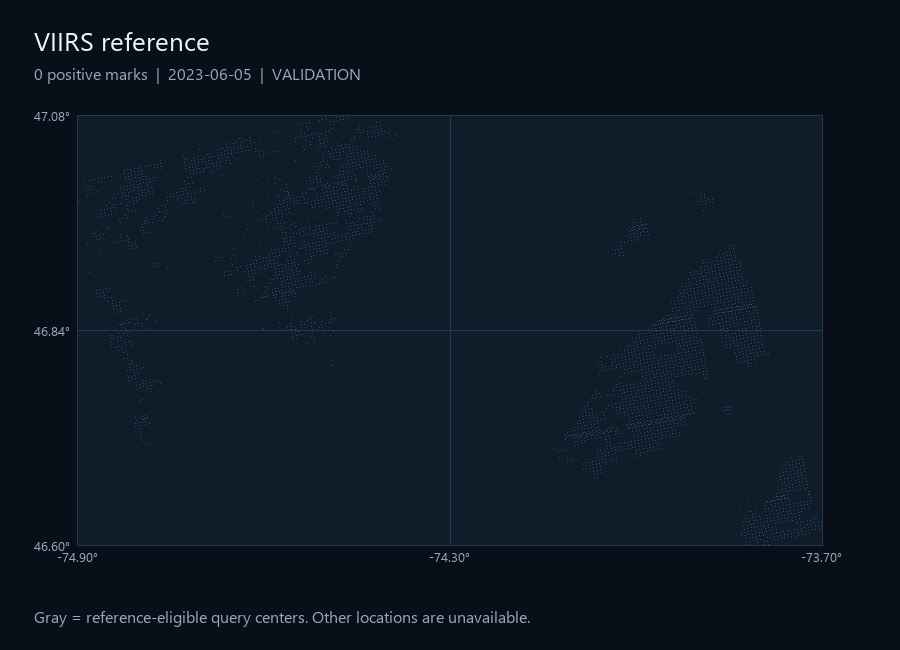 VIIRS reference
0 positive marks | 2023-06-05 | VALIDATION
47.08°
46.84°
46.60°
-74.90°
-74.30°
-73.70°
Gray = reference-eligible query centers. Other locations are unavailable.